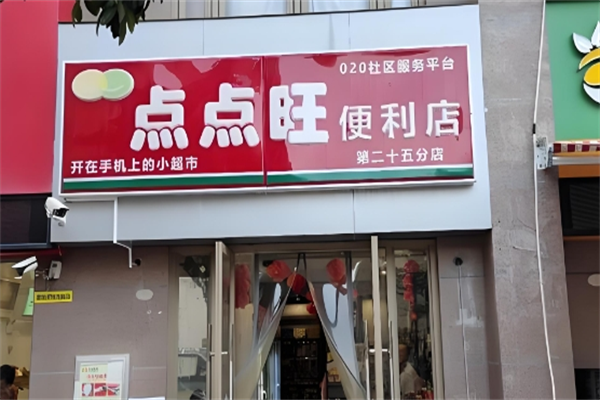 020社区服务平台
点点旺便利店
开在手机上的小超市
第二十五分店